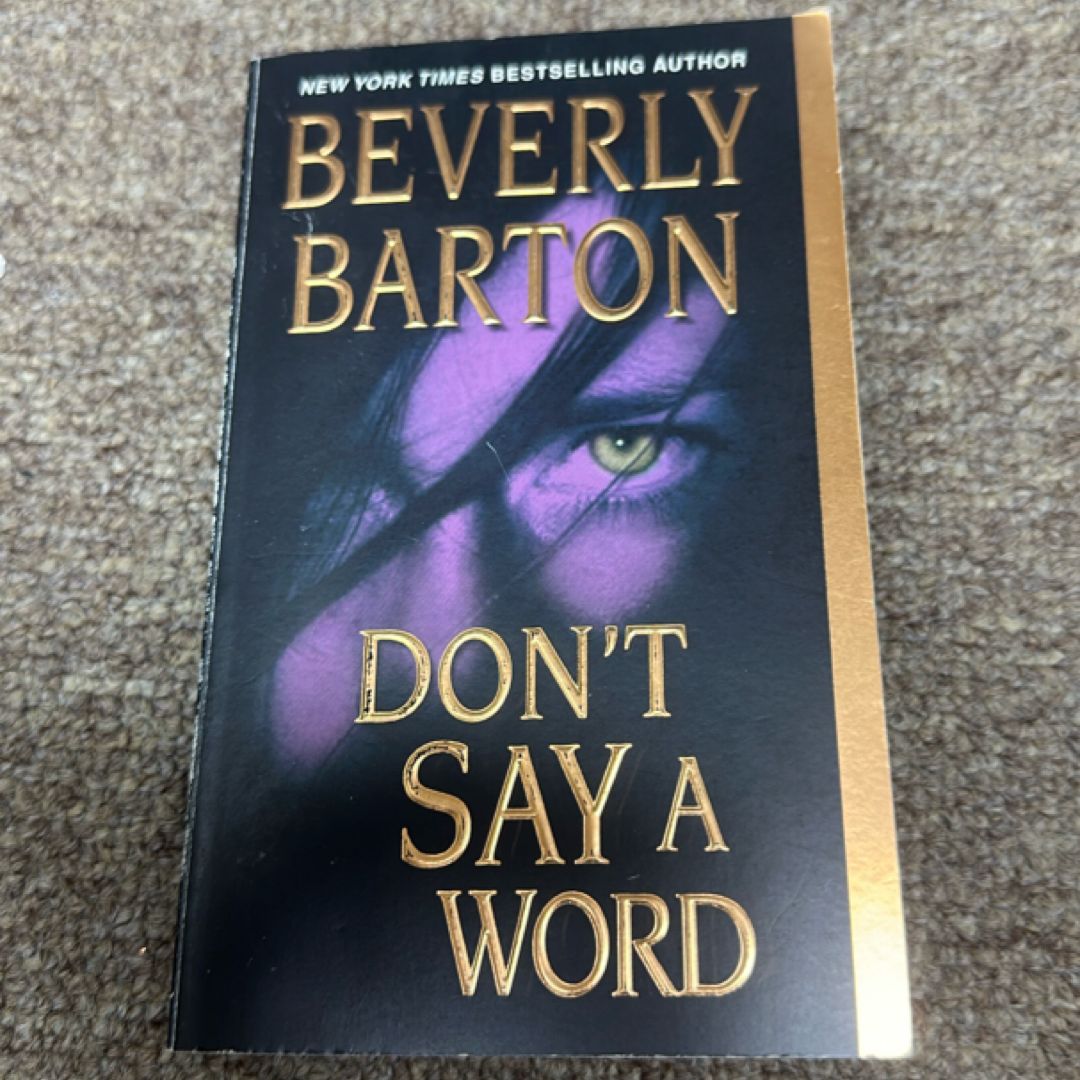 NEW YORK TIMES BESTSELLING AUTHOR
BEVERLY
BARTON
DON'T
SAY A
WORD